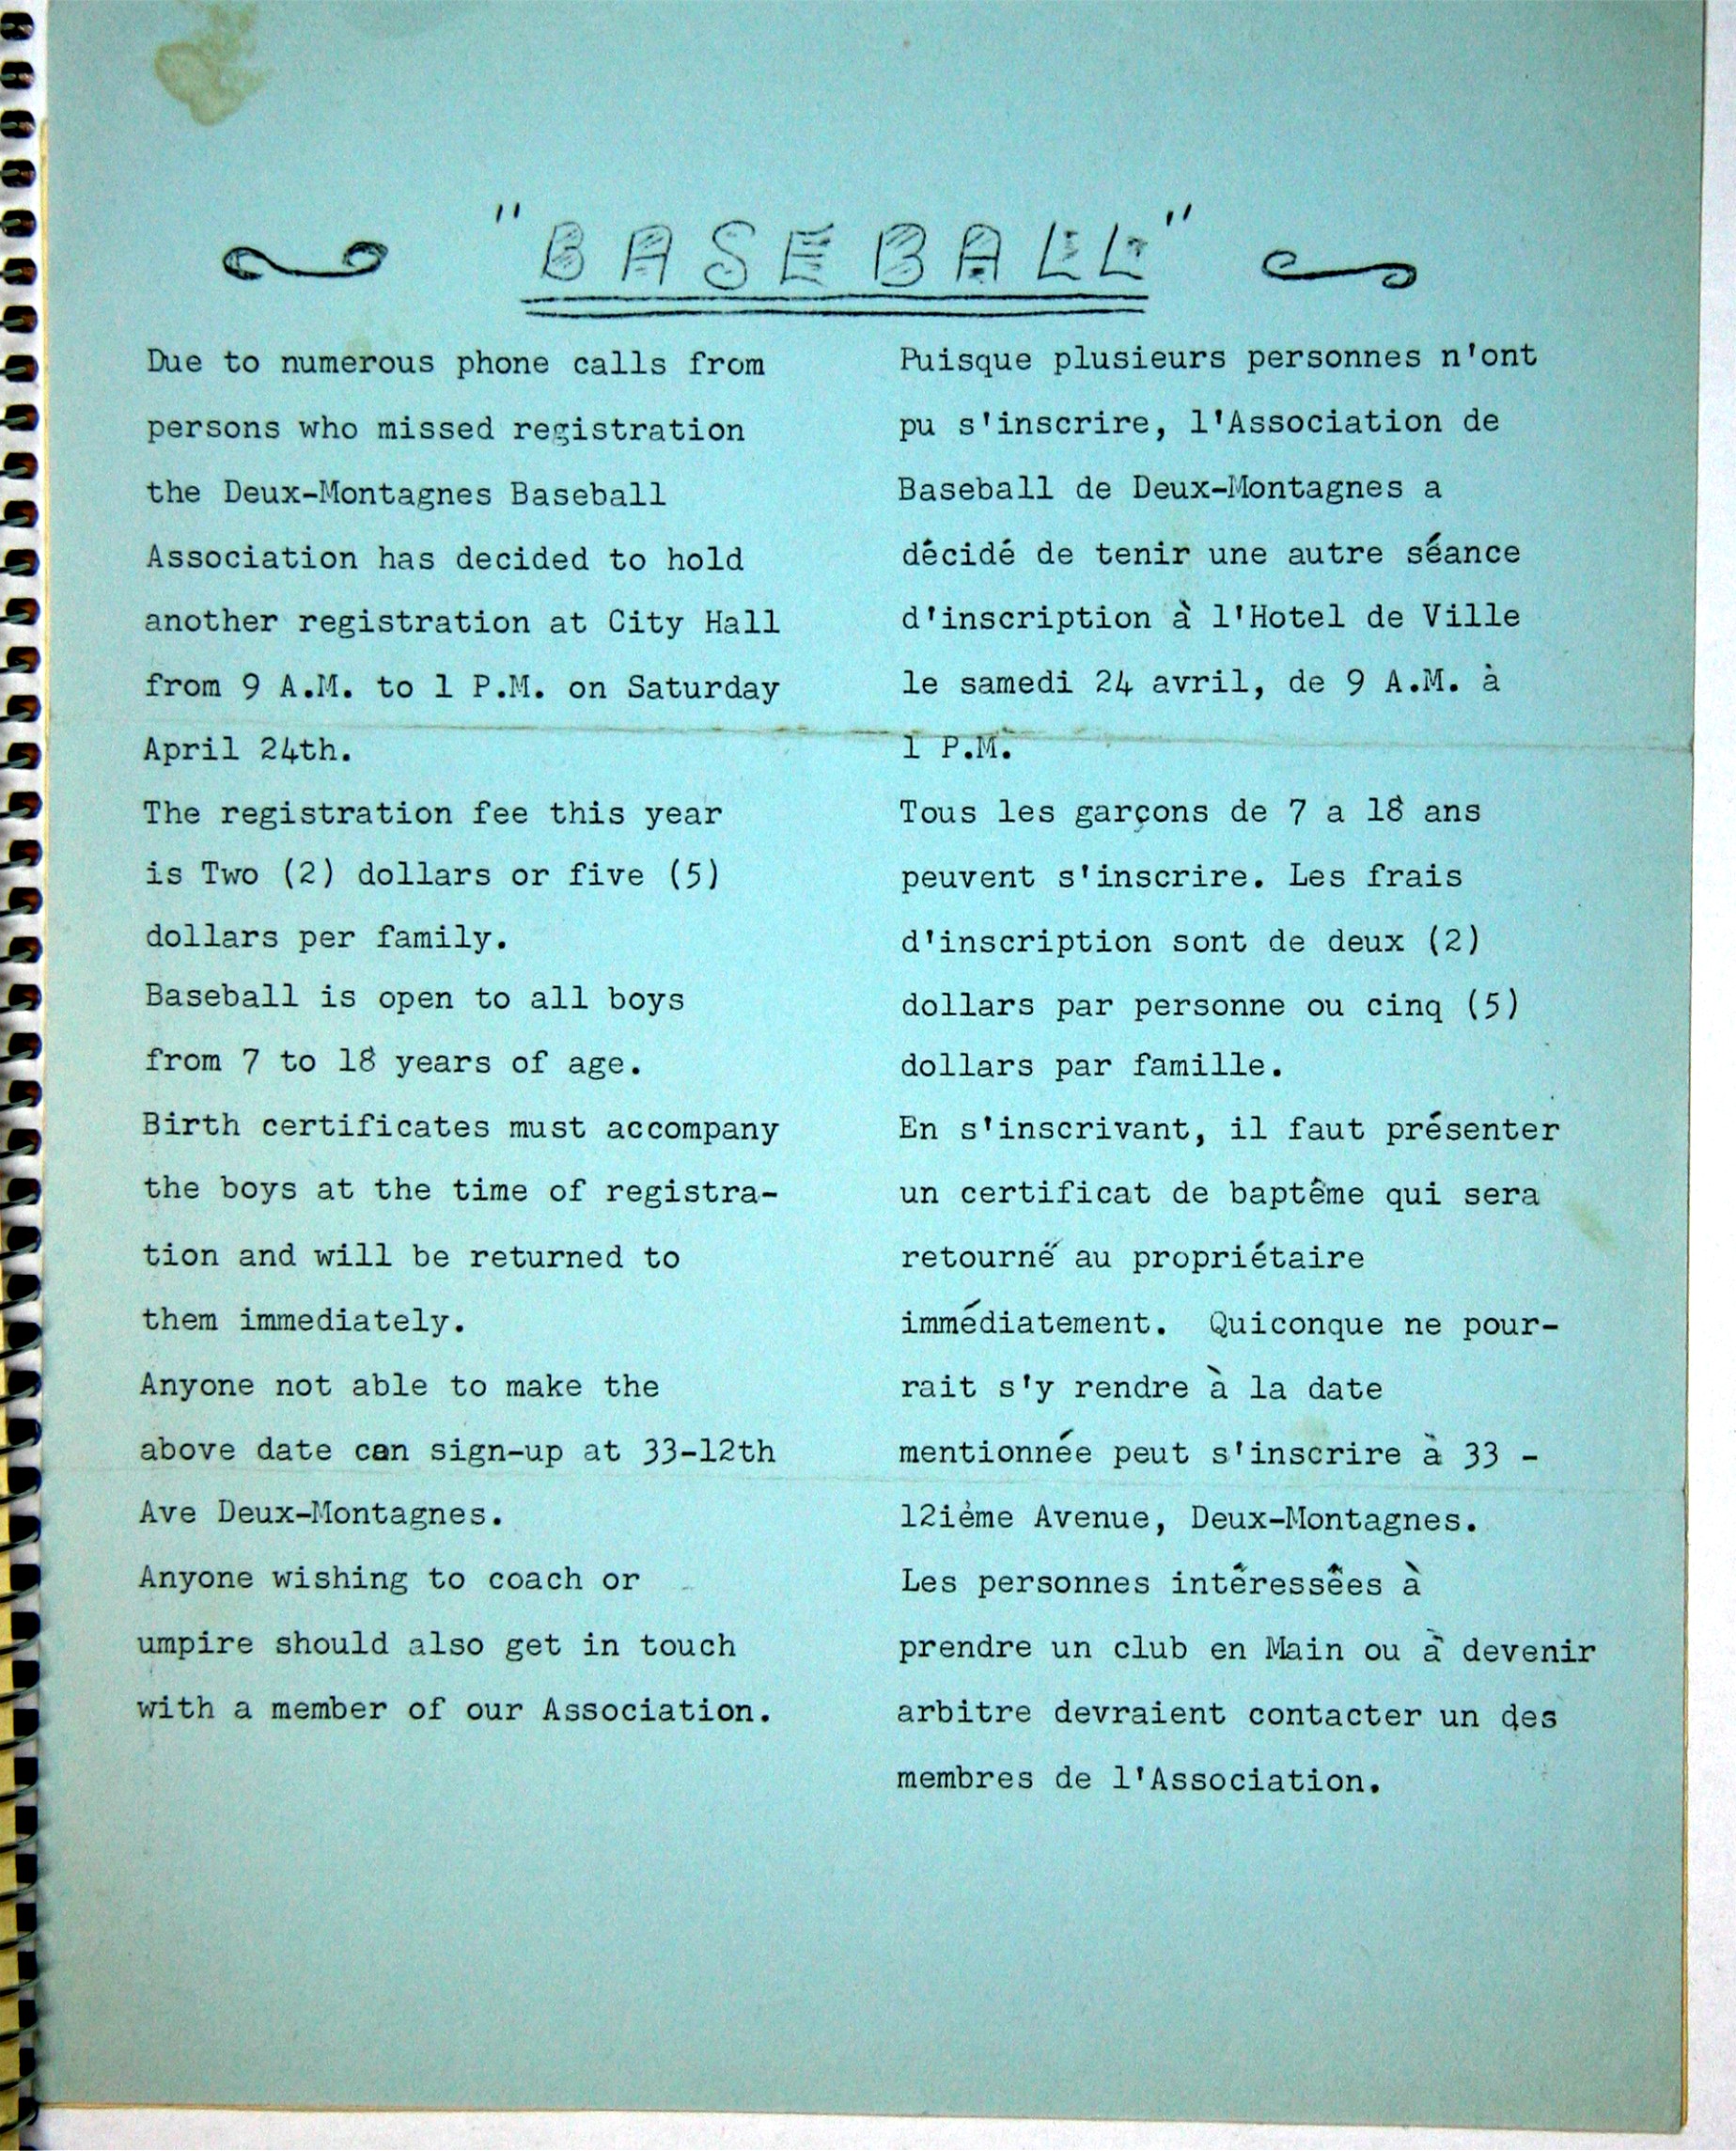 "BASEBALL"
Due to numerous phone calls from
persons who missed registration
the Deux-Montagnes Baseball
Association has decided to hold
another registration at City Hall
from 9 A.M. to 1 P.M. on Saturday
April 24th.
The registration fee this year
is Two (2) dollars or five (5)
dollars per family.
Baseball is open to all boys
from 7 to 18 years of age.
Birth certificates must accompany
the boys at the time of registra-
tion and will be returned to
them immediately.
Anyone not able to make the
above date can sign-up at 33-12th
Ave Deux-Montagnes.
Anyone wishing to coach or
umpire should also get in touch
with a member of our Association.
Puisque plusieurs personnes n'ont
pu s'inscrire, l'Association de
Baseball de Deux-Montagnes a
décidé de tenir une autre séance
d'inscription à l'Hotel de Ville
le samedi 24 avril, de 9 A.M. à
1 P.M.
Tous les garçons de 7 a 18 ans
peuvent s'inscrire. Les frais
d'inscription sont de deux (2)
dollars par personne ou cinq (5)
dollars par famille.
En s'inscrivant, il faut présenter
un certificat de baptême qui sera
retourné au propriétaire
immédiatement. Quiconque ne pour-
rait s'y rendre à la date
mentionnée peut s'inscrire à 33 -
12iéme Avenue, Deux-Montagnes.
Les personnes intéressées à
prendre un club en Main ou à devenir
arbitre devraient contacter un des
membres de l'Association.